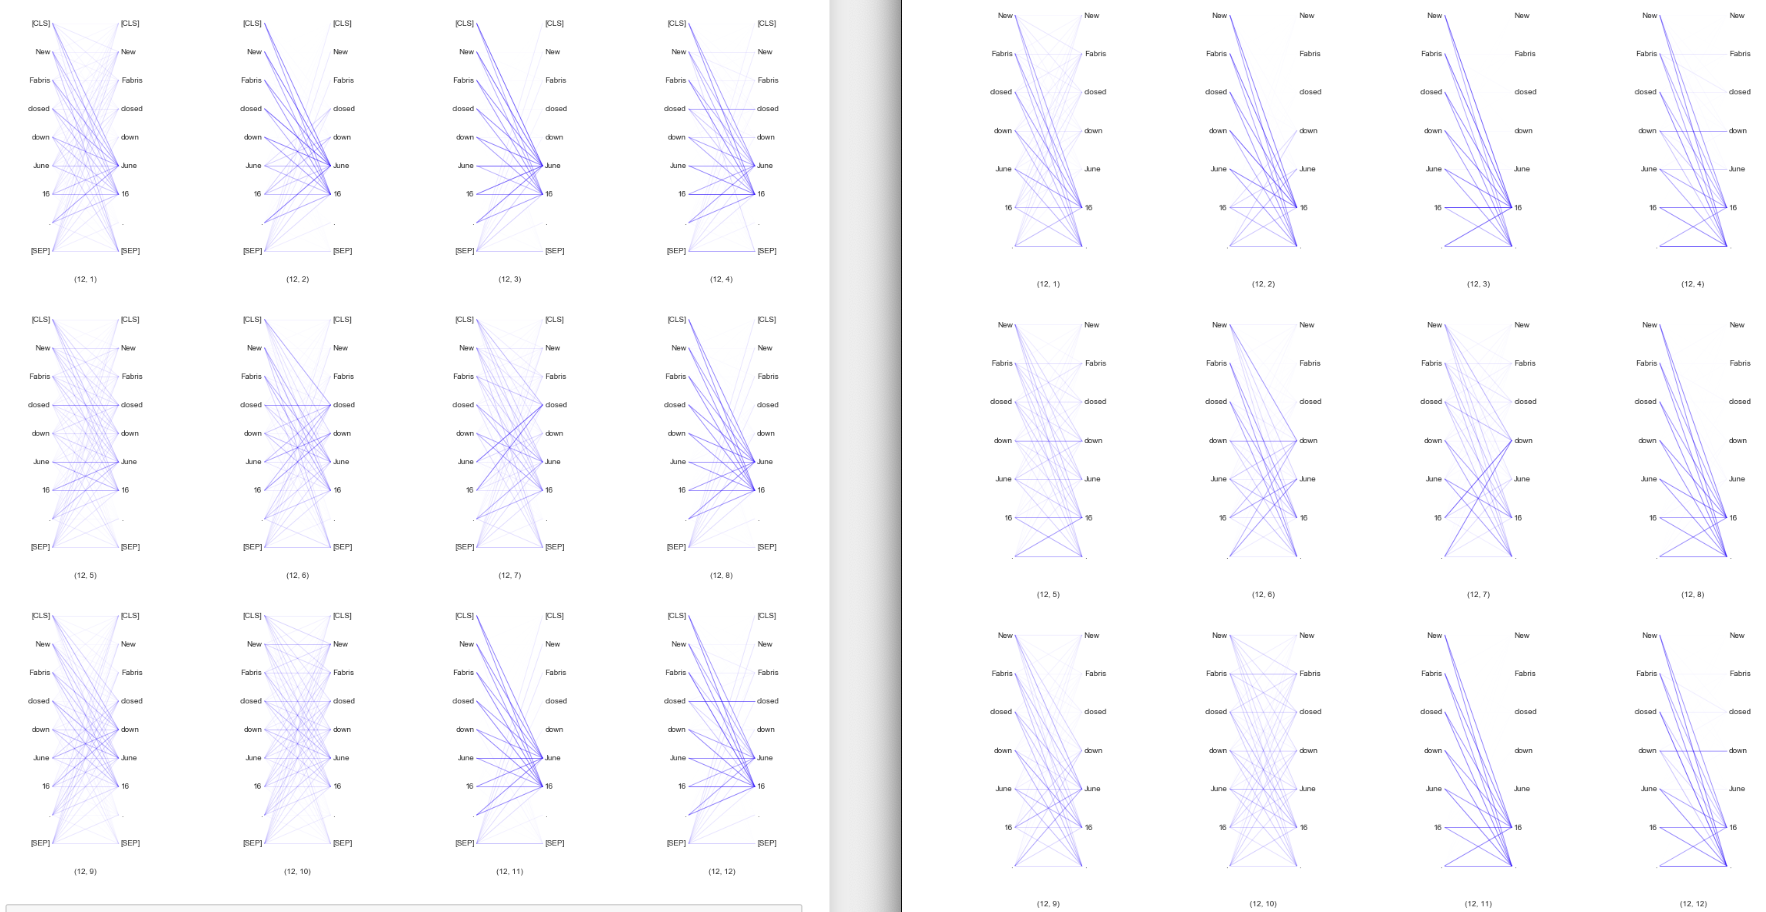 [CLS] [CLS] [CLS] [CLS] [CLS] [CLS] [CLS] [CLS]
New New New New New New New New
Fabris Fabris Fabris Fabris Fabris Fabris Fabris Fabris
closed closed closed closed closed closed closed closed
down down down down down down down down
June June June June June June June June
16 16 16 16 16 16 16 16
. . . . . . . .
[SEP] [SEP] [SEP] [SEP] [SEP] [SEP] [SEP] [SEP]
(12, 1) (12, 2) (12, 3) (12, 4)
[CLS] [CLS] [CLS] [CLS] [CLS] [CLS] [CLS] [CLS]
New New New New New New New New
Fabris Fabris Fabris Fabris Fabris Fabris Fabris Fabris
closed closed closed closed closed closed closed closed
down down down down down down down down
June June June June June June June June
16 16 16 16 16 16 16 16
. . . . . . . .
[SEP] [SEP] [SEP] [SEP] [SEP] [SEP] [SEP] [SEP]
(12, 5) (12, 6) (12, 7) (12, 8)
[CLS] [CLS] [CLS] [CLS] [CLS] [CLS] [CLS] [CLS]
New New New New New New New New
Fabris Fabris Fabris Fabris Fabris Fabris Fabris Fabris
closed closed closed closed closed closed closed closed
down down down down down down down down
June June June June June June June June
16 16 16 16 16 16 16 16
. . . . . . . .
[SEP] [SEP] [SEP] [SEP] [SEP] [SEP] [SEP] [SEP]
(12, 9) (12, 10) (12, 11) (12, 12)
New New New New New New New New
Fabris Fabris Fabris Fabris Fabris Fabris Fabris Fabris
closed closed closed closed closed closed closed closed
down down down down down down down down
June June June June June June June June
16 16 16 16 16 16 16 16
. . . . . . . .
(12, 1) (12, 2) (12, 3) (12, 4)
New New New New New New New New
Fabris Fabris Fabris Fabris Fabris Fabris Fabris Fabris
closed closed closed closed closed closed closed closed
down down down down down down down down
June June June June June June June June
16 16 16 16 16 16 16 16
. . . . . . . .
(12, 5) (12, 6) (12, 7) (12, 8)
New New New New New New New New
Fabris Fabris Fabris Fabris Fabris Fabris Fabris Fabris
closed closed closed closed closed closed closed closed
down down down down down down down down
June June June June June June June June
16 16 16 16 16 16 16 16
. . . . . . . .
(12, 9) (12, 10) (12, 11) (12, 12)